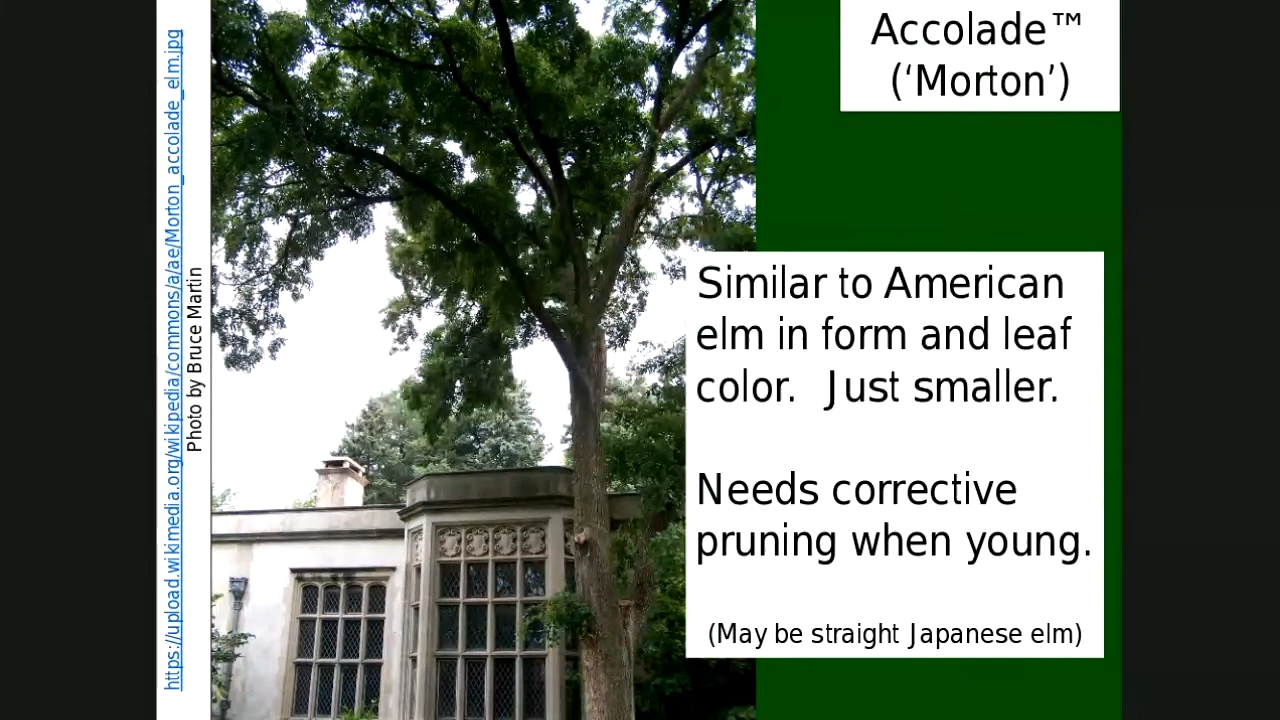 Accolade™
(‘Morton’)
Similar to American
elm in form and leaf
color. Just smaller.
Needs corrective
pruning when young.
(May be straight Japanese elm)
https://upload.wikimedia.org/wikipedia/commons/a/ae/Morton_accolade_elm.jpg
Photo by Bruce Martin